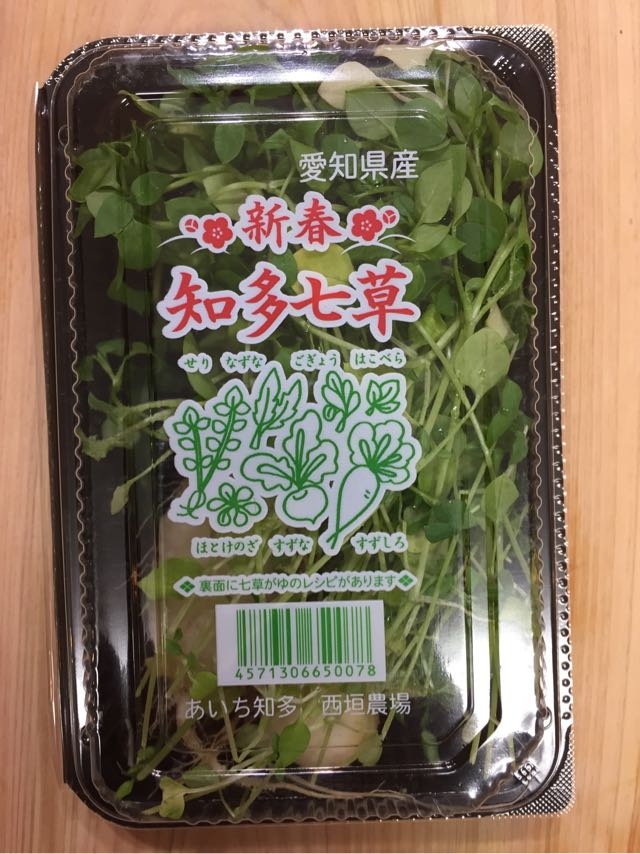 愛知県産
新春
知多七草
せり なずな ごぎょう はこべら
ほとけのざ すずな すずしろ
裏面に七草がゆのレシピがあります
4571306650078
あいち知多 西垣農場